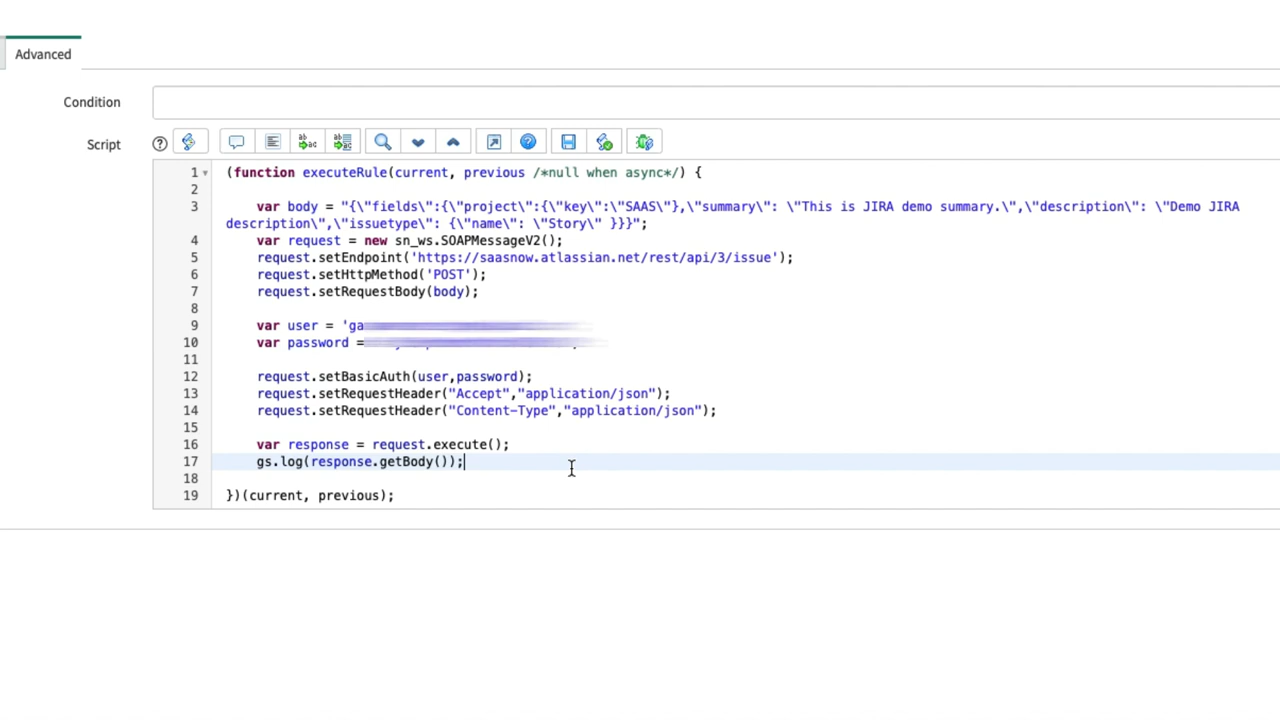 Advanced
Condition
Script
1 (function executeRule(current, previous /*null when async*/) {
2
3 var body = "{\"fields\":{\"project\":{\"key\":\"SAAS\"},\"summary\": \"This is JIRA demo summary.\",\"description\": \"Demo JIRA
description\",\"issuetype\": {\"name\": \"Story\" }}}";
4 var request = new sn_ws.SOAPMessageV2();
5 request.setEndpoint('https://saasnow.atlassian.net/rest/api/3/issue');
6 request.setHttpMethod('POST');
7 request.setRequestBody(body);
8
9 var user = 'ga
10 var password =
11
12 request.setBasicAuth(user,password);
13 request.setRequestHeader("Accept","application/json");
14 request.setRequestHeader("Content-Type","application/json");
15
16 var response = request.execute();
17 gs.log(response.getBody());
18
19 })(current, previous);